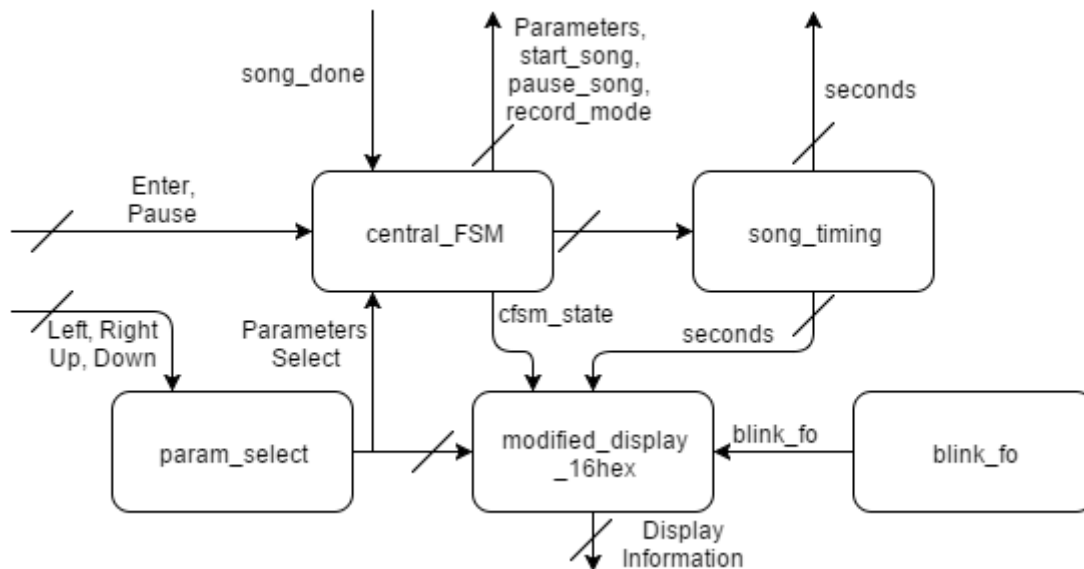 song_done
Parameters,
start_song,
pause_song,
record_mode
seconds
Enter,
Pause
central_FSM
song_timing
Left, Right
Up, Down
Parameters
Select
cfsm_state
seconds
param_select
modified_display
_16hex
blink_fo
blink_fo
Display
Information